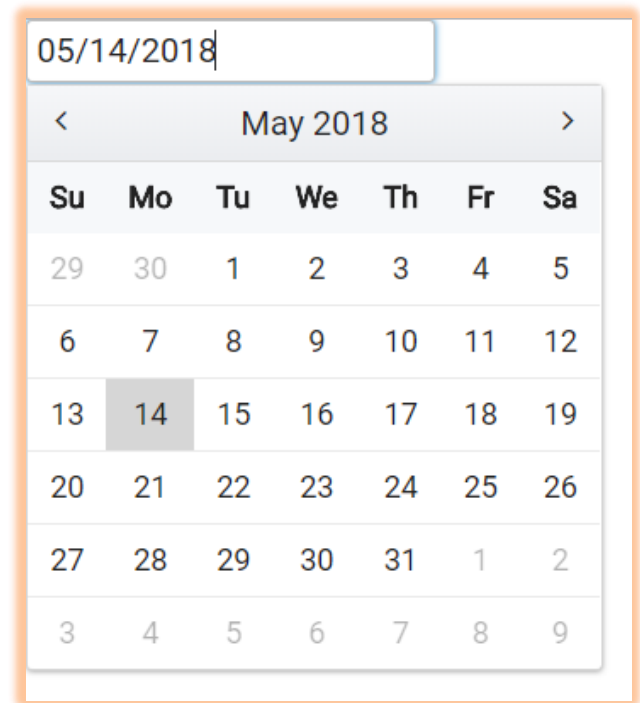 05/14/2018
< May 2018 >
Su Mo Tu We Th Fr Sa
29 30 1 2 3 4 5
6 7 8 9 10 11 12
13 14 15 16 17 18 19
20 21 22 23 24 25 26
27 28 29 30 31 1 2
3 4 5 6 7 8 9